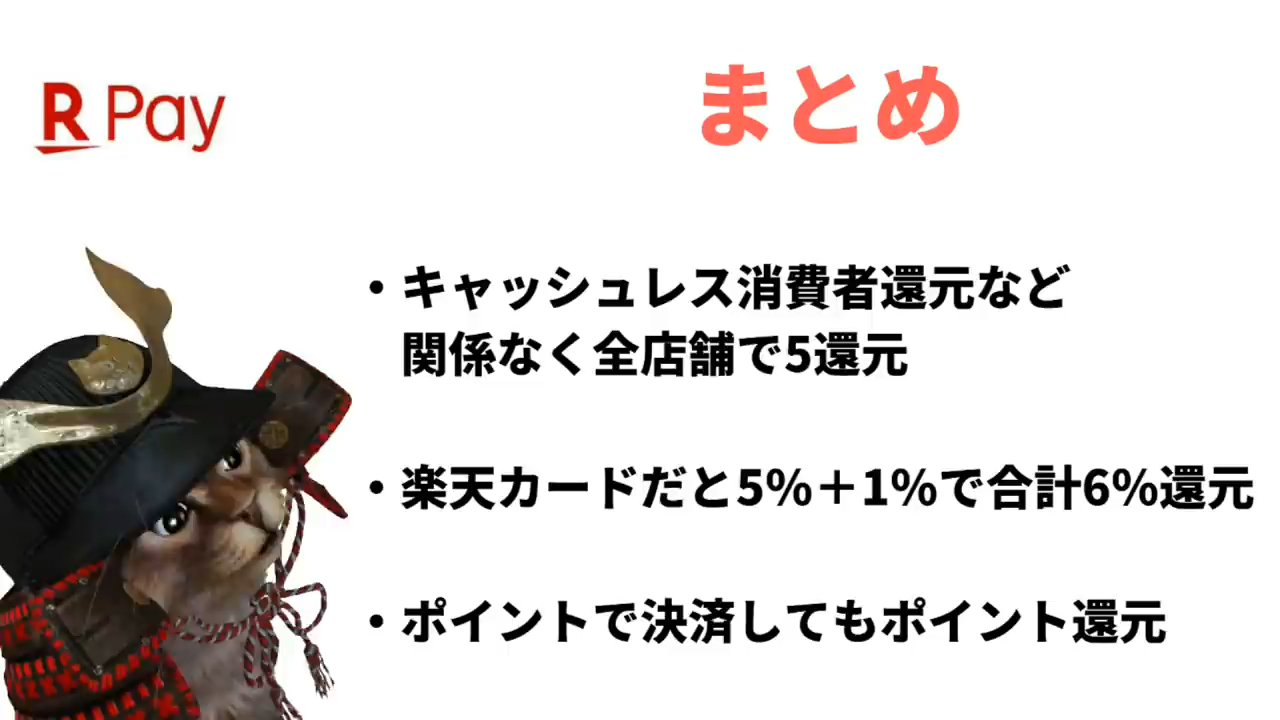 R Pay
まとめ
・キャッシュレス消費者還元など
関係なく全店舗で5還元
・楽天カードだと5%+1%で合計6%還元
・ポイントで決済してもポイント還元